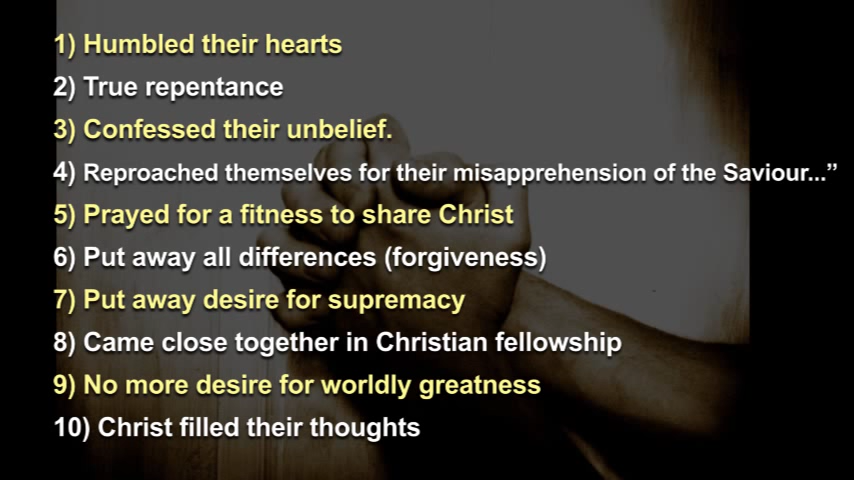 1) Humbled their hearts
2) True repentance
3) Confessed their unbelief.
4) Reproached themselves for their misapprehension of the Saviour...”
5) Prayed for a fitness to share Christ
6) Put away all differences (forgiveness)
7) Put away desire for supremacy
8) Came close together in Christian fellowship
9) No more desire for worldly greatness
10) Christ filled their thoughts